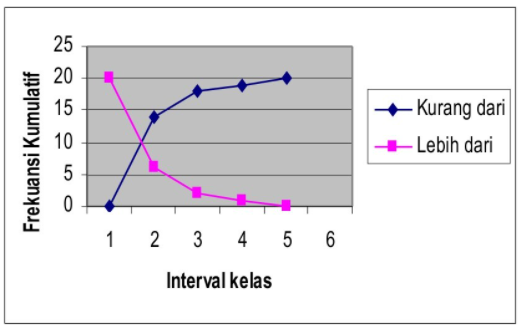 Frekuansi Kumulatif
25
20
15
10
5
0
1 2 3 4 5 6
Interval kelas
Kurang dari
Lebih dari